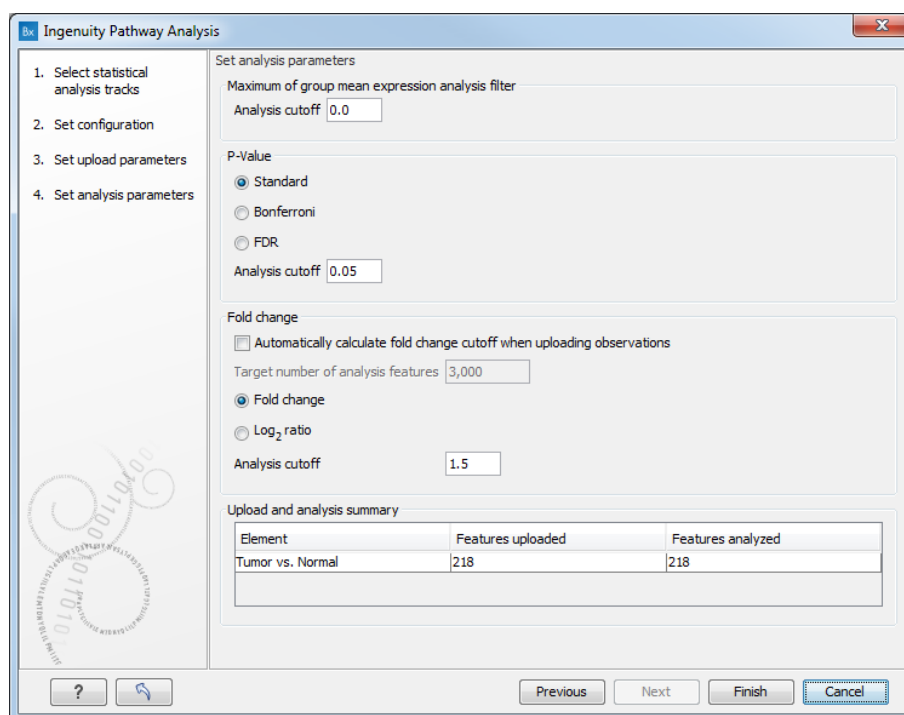 Bx Ingenuity Pathway Analysis
1. Select statistical
analysis tracks
2. Set configuration
3. Set upload parameters
4. Set analysis parameters
Set analysis parameters
Maximum of group mean expression analysis filter
Analysis cutoff 0.0
P-Value
Standard
Bonferroni
FDR
Analysis cutoff 0.05
Fold change
Automatically calculate fold change cutoff when uploading observations
Target number of analysis features 3,000
Fold change
Log2 ratio
Analysis cutoff 1.5
Upload and analysis summary
Element Features uploaded Features analyzed
Tumor vs. Normal 218 218
? Previous Next Finish Cancel